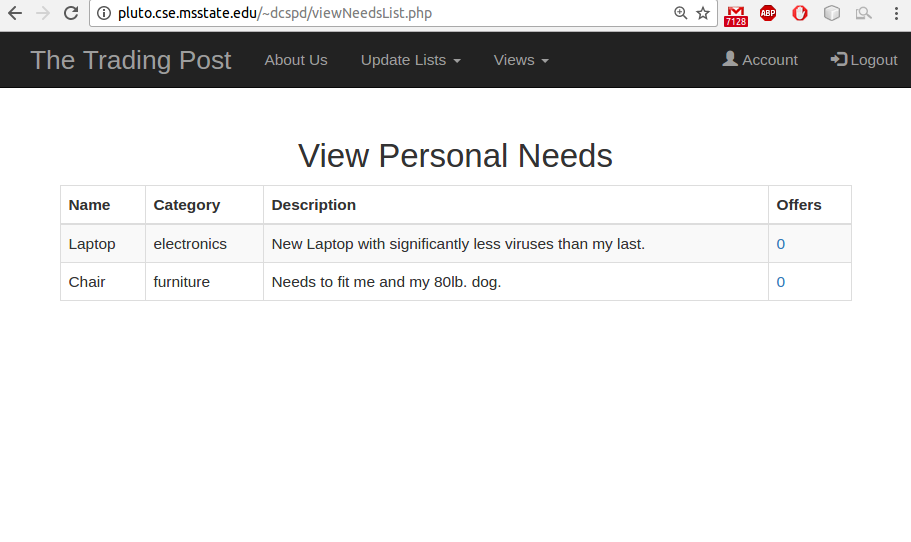 pluto.cse.msstate.edu/~dcspd/viewNeedsList.php
7128
ABP
The Trading Post About Us Update Lists Views Account Logout
View Personal Needs
Name Category Description Offers
Laptop electronics New Laptop with significantly less viruses than my last. 0
Chair furniture Needs to fit me and my 80lb. dog. 0